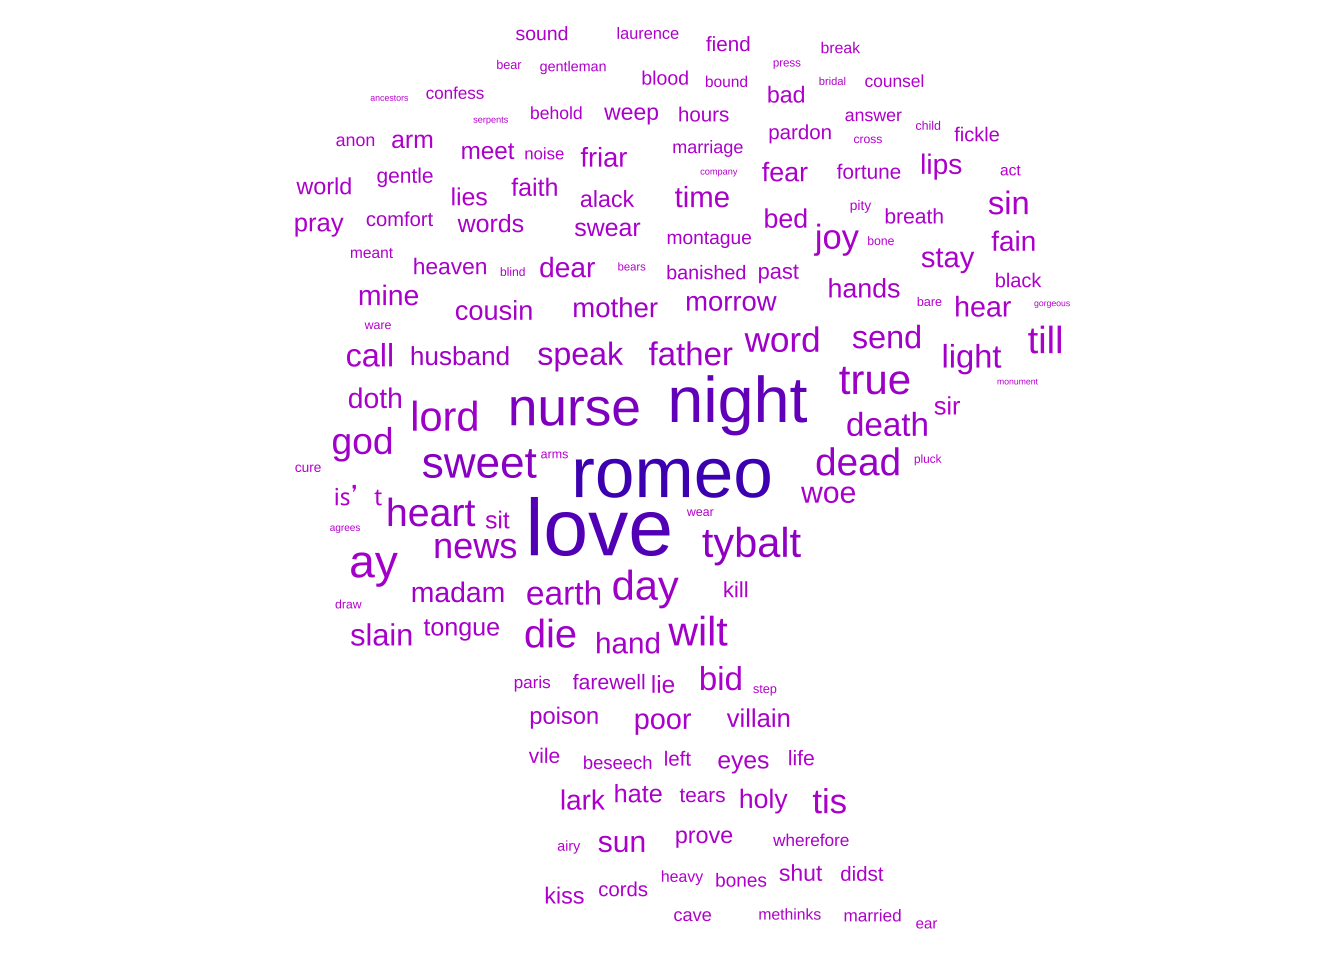 sound laurence fiend break
bear gentleman blood bound press bridal counsel
ancestors confess behold weep hours bad answer
serpents anon arm meet noise friar marriage pardon cross child fickle
world gentle lies faith alack company time fear fortune lips act
pray comfort words swear montague bed pity breath joy bone sin
meant heaven blind dear bears banished past stay fain
mine cousin mother morrow hands black bare hear gorgeous
ware call husband speak father word send light till
doth lord nurse night true death sir monument
god sweet arms romeo dead pluck
cure is’ t heart sit love wear woe
agrees ay news tybalt
draw madam earth day kill
slain tongue die hand wilt
paris farewell lie bid step
poison poor villain
vile beseech left eyes life
lark hate tears holy tis
airy sun prove wherefore
kiss cords heavy bones shut didst
cave methinks married ear